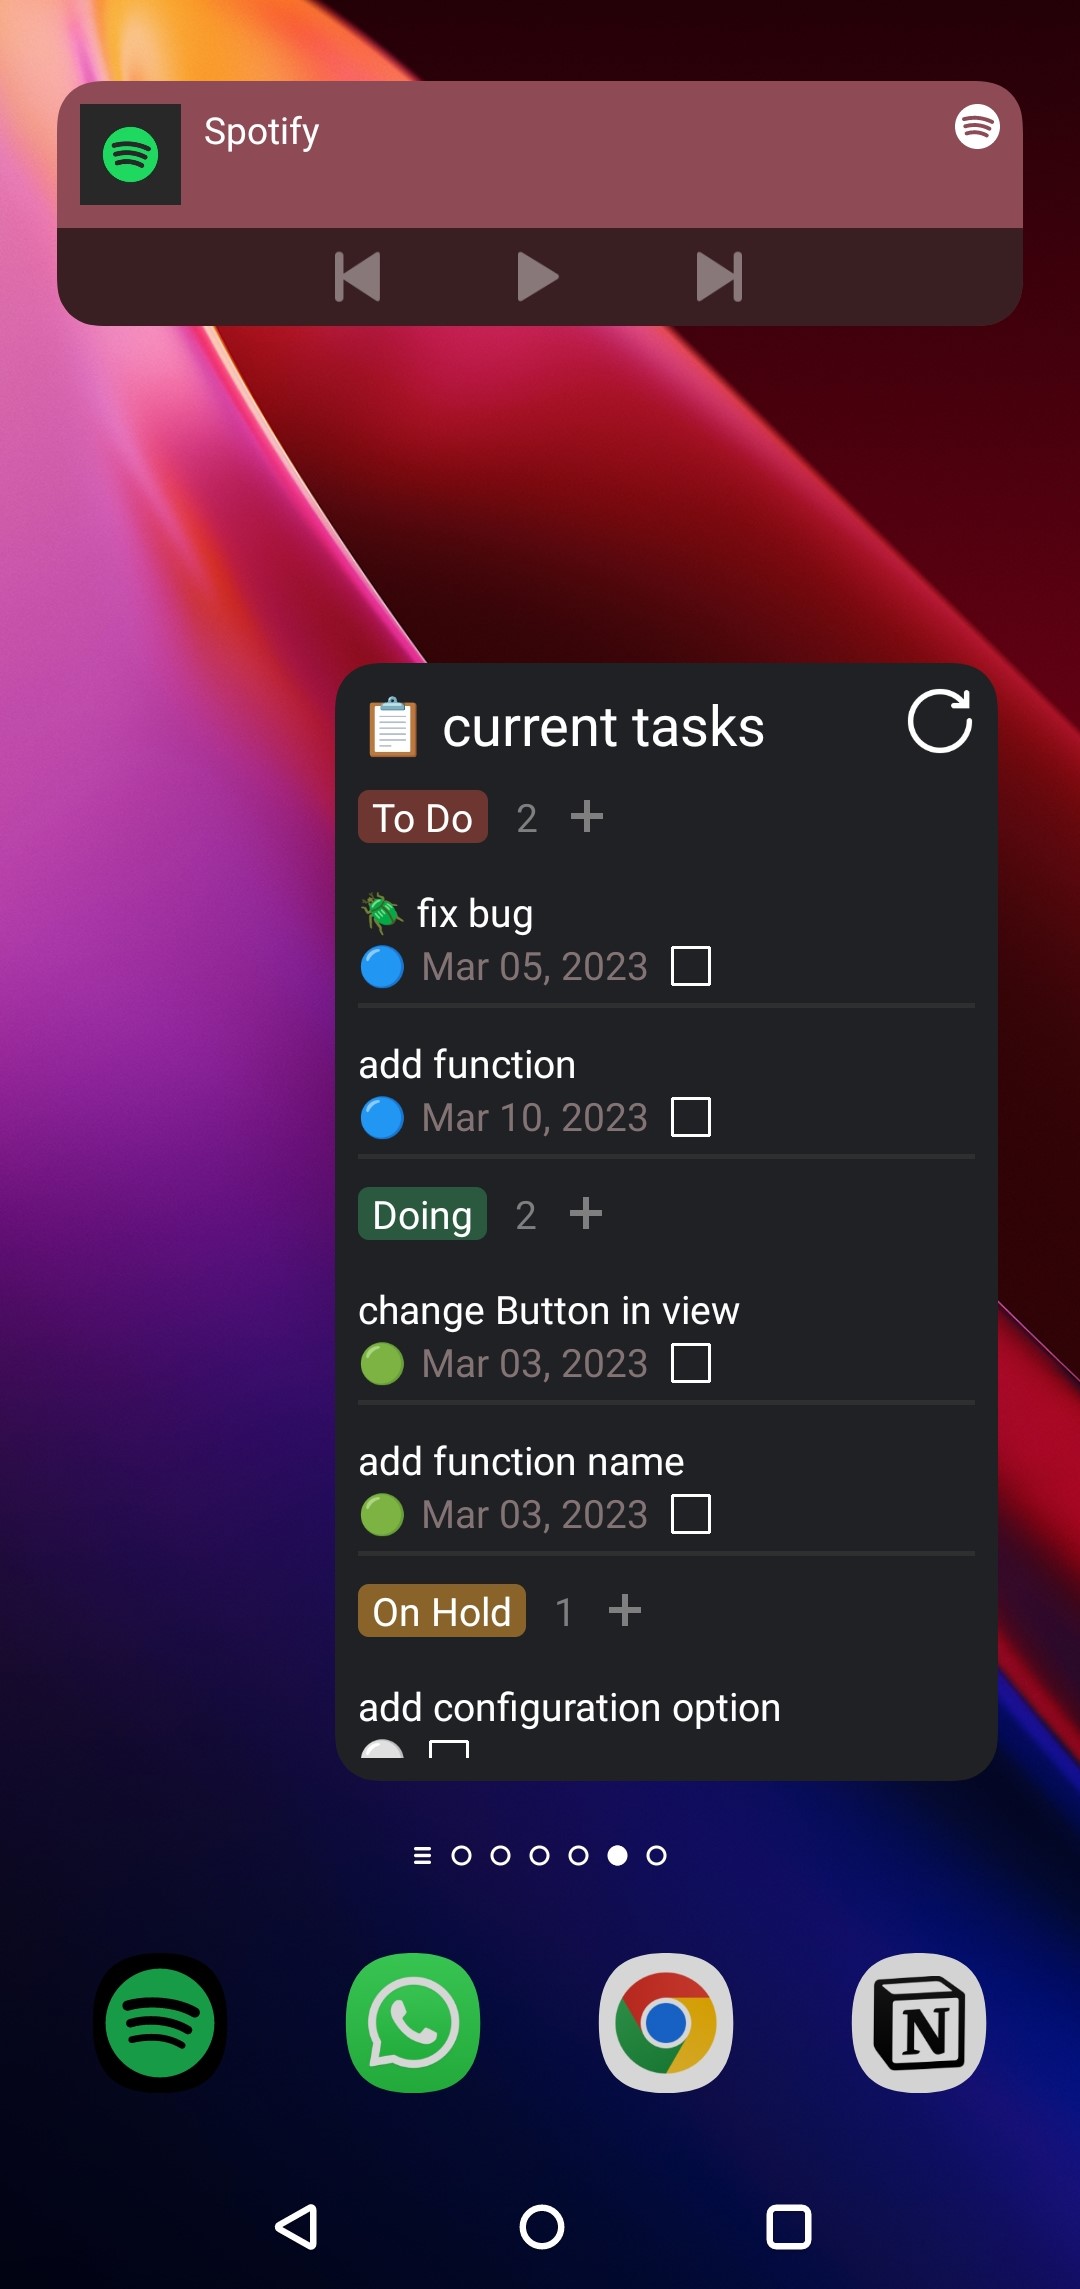 Spotify
current tasks
To Do 2 +
fix bug
Mar 05, 2023
add function
Mar 10, 2023
Doing 2 +
change Button in view
Mar 03, 2023
add function name
Mar 03, 2023
On Hold 1 +
add configuration option
N